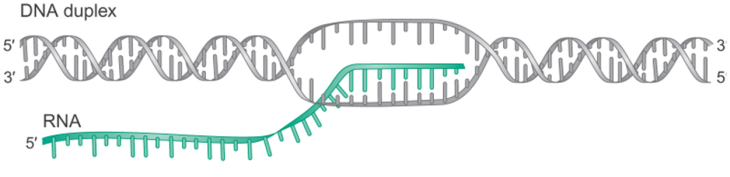 DNA duplex
5′ 3′
3′ 5
RNA
5′